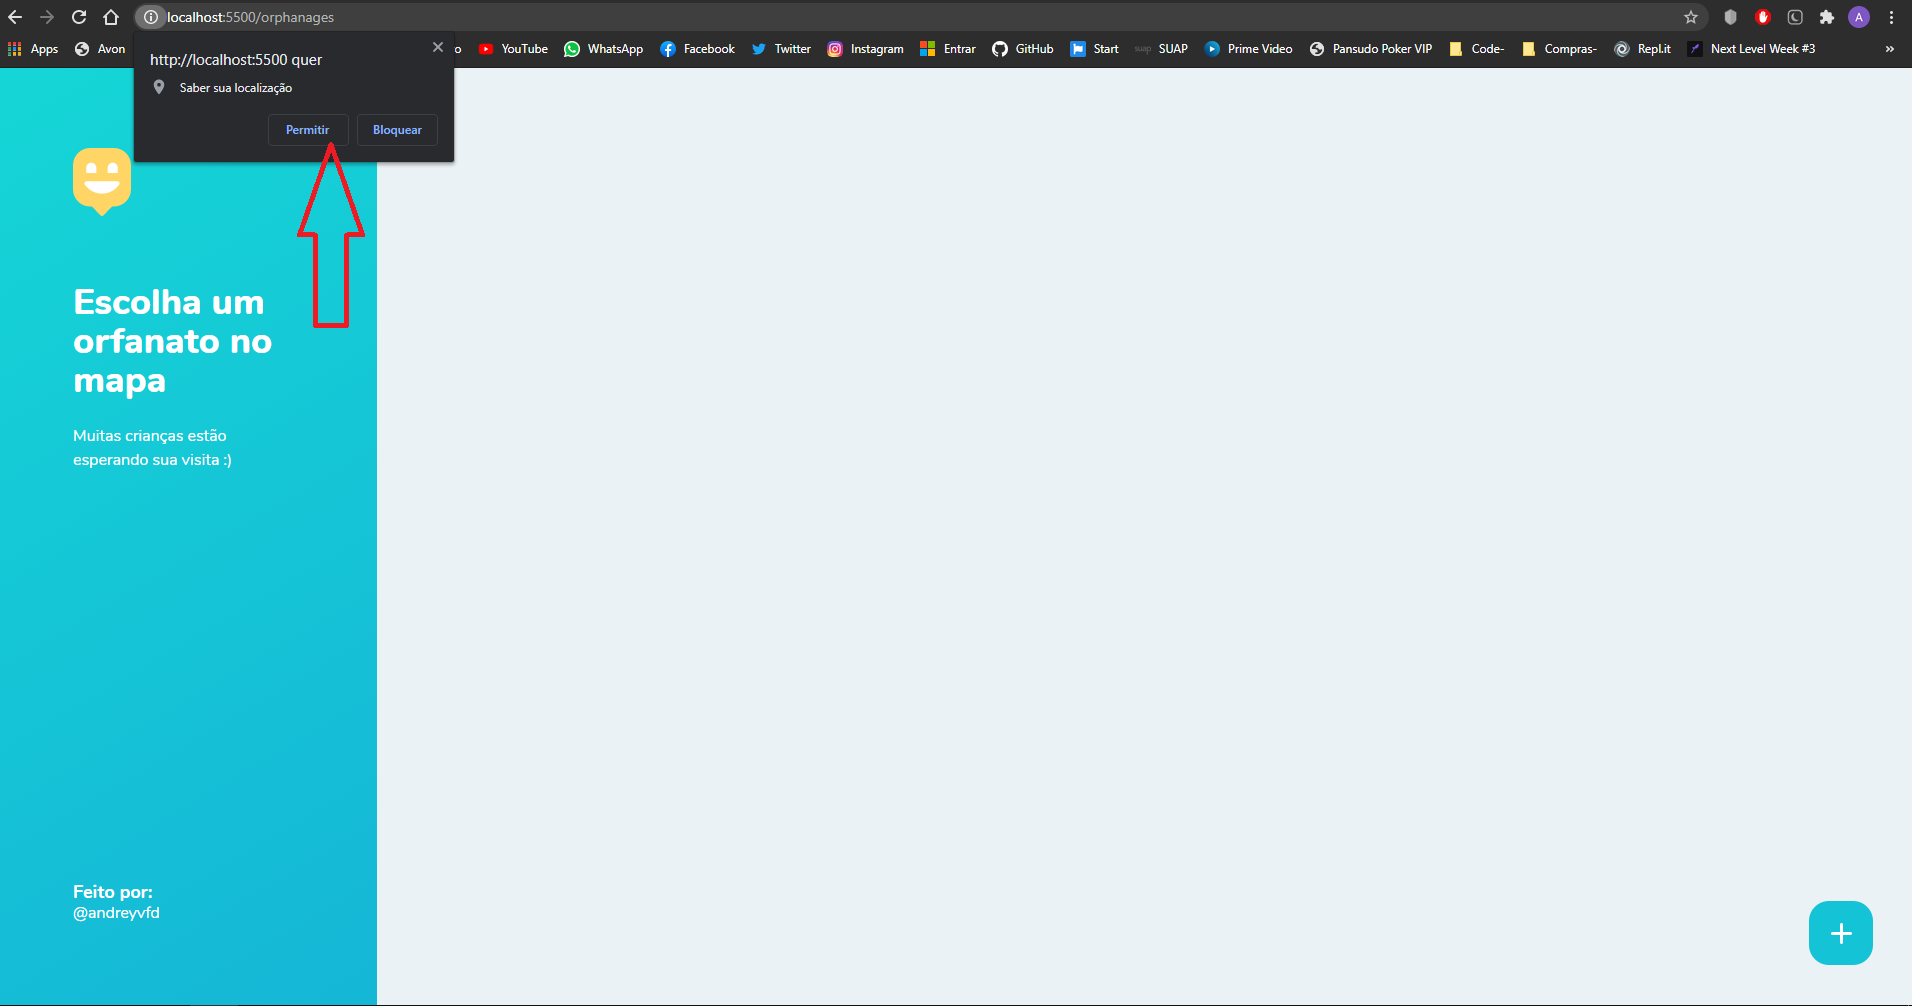 localhost:5500/orphanages
Apps
Avon
o
YouTube
WhatsApp
Facebook
Twitter
Instagram
Entrar
GitHub
Start
suap
SUAP
Prime Video
Pansudo Poker VIP
Code-
Compras-
Repl.it
Next Level Week #3
»
A
http://localhost:5500 quer
Saber sua localização
Permitir
Bloquear
Escolha um
orfanato no
mapa
Muitas crianças estão
esperando sua visita :)
Feito por:
@andreyvfd